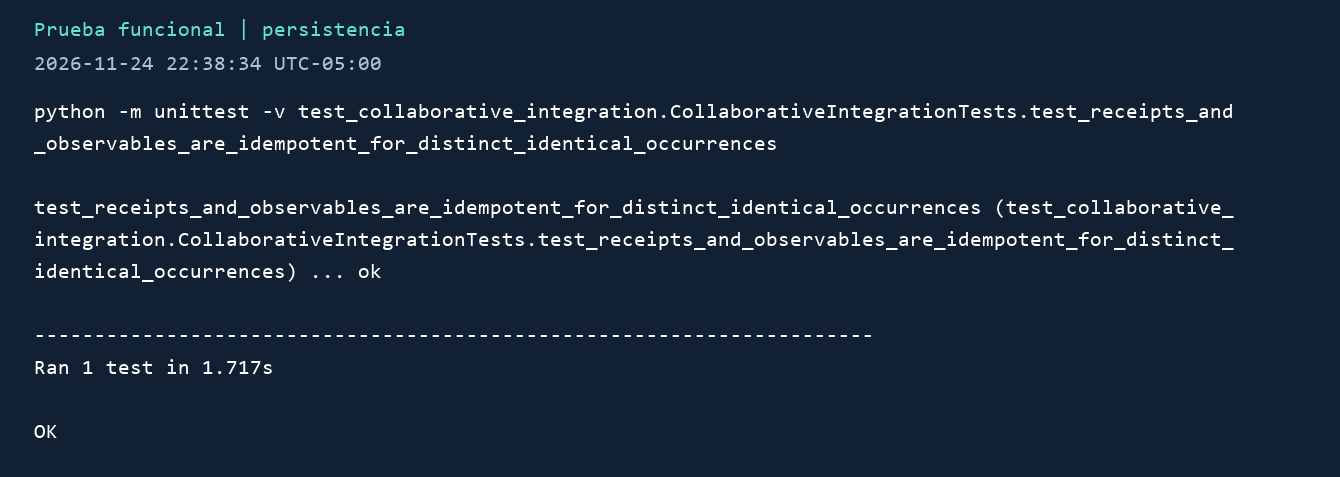 Prueba funcional | persistencia
2026-11-24 22:38:34 UTC-05:00
python -m unittest -v test_collaborative_integration.CollaborativeIntegrationTests.test_receipts_and
_observables_are_idempotent_for_distinct_identical_occurrences
test_receipts_and_observables_are_idempotent_for_distinct_identical_occurrences (test_collaborative_
integration.CollaborativeIntegrationTests.test_receipts_and_observables_are_idempotent_for_distinct_
identical_occurrences) ... ok
----------------------------------------------------------------------
Ran 1 test in 1.717s
OK